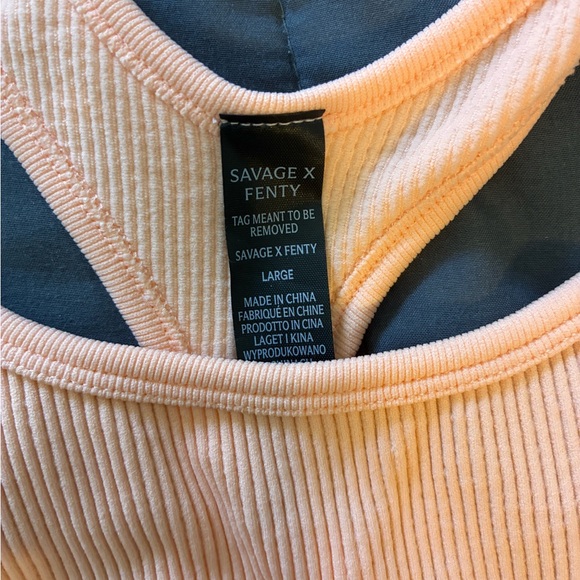 SAVAGE X
FENTY
TAG MEANT TO BE
REMOVED
SAVAGE X FENTY
LARGE
MADE IN CHINA
FABRIQUÉ EN CHINE
PRODOTTO IN CINA
LAGET I KINA
WYPRODUKOWANO